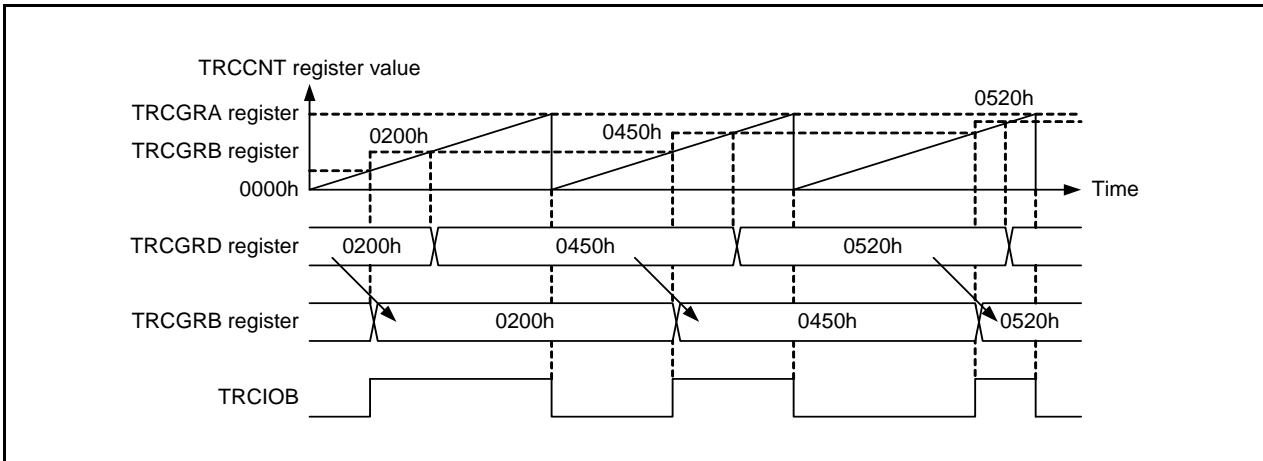 TRCCNT register value
TRCGRA register
0520h
0200h
0450h
TRCGRB register
0000h
Time
TRCGRD register
0200h
0450h
0520h
TRCGRB register
0200h
0450h
0520h
TRCIOB